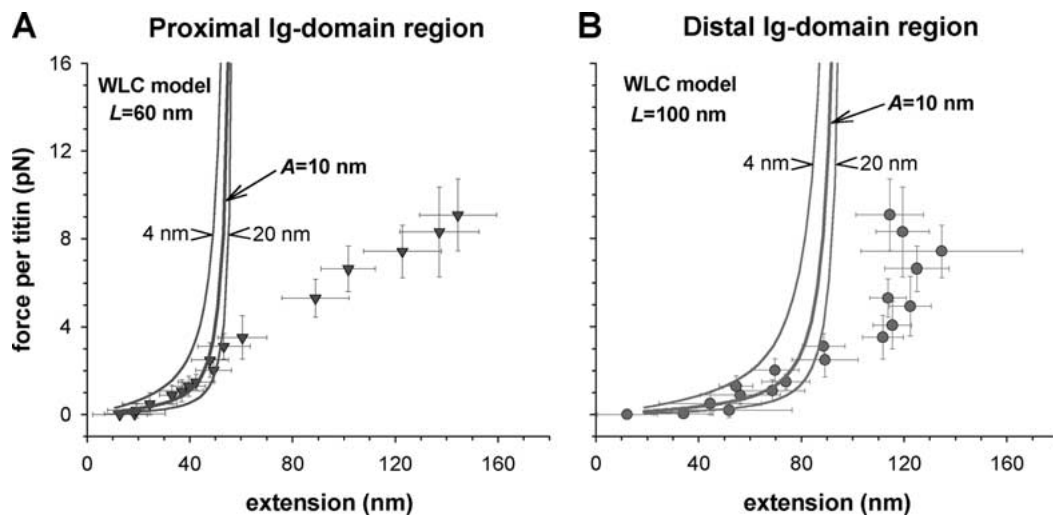 A
Proximal Ig-domain region
WLC model
L=60 nm
A=10 nm
4 nm
20 nm
16
12
8
4
0
0
40
80
120
160
force per titin (pN)
extension (nm)
B
Distal Ig-domain region
WLC model
L=100 nm
A=10 nm
4 nm
20 nm
0
40
80
120
160
extension (nm)